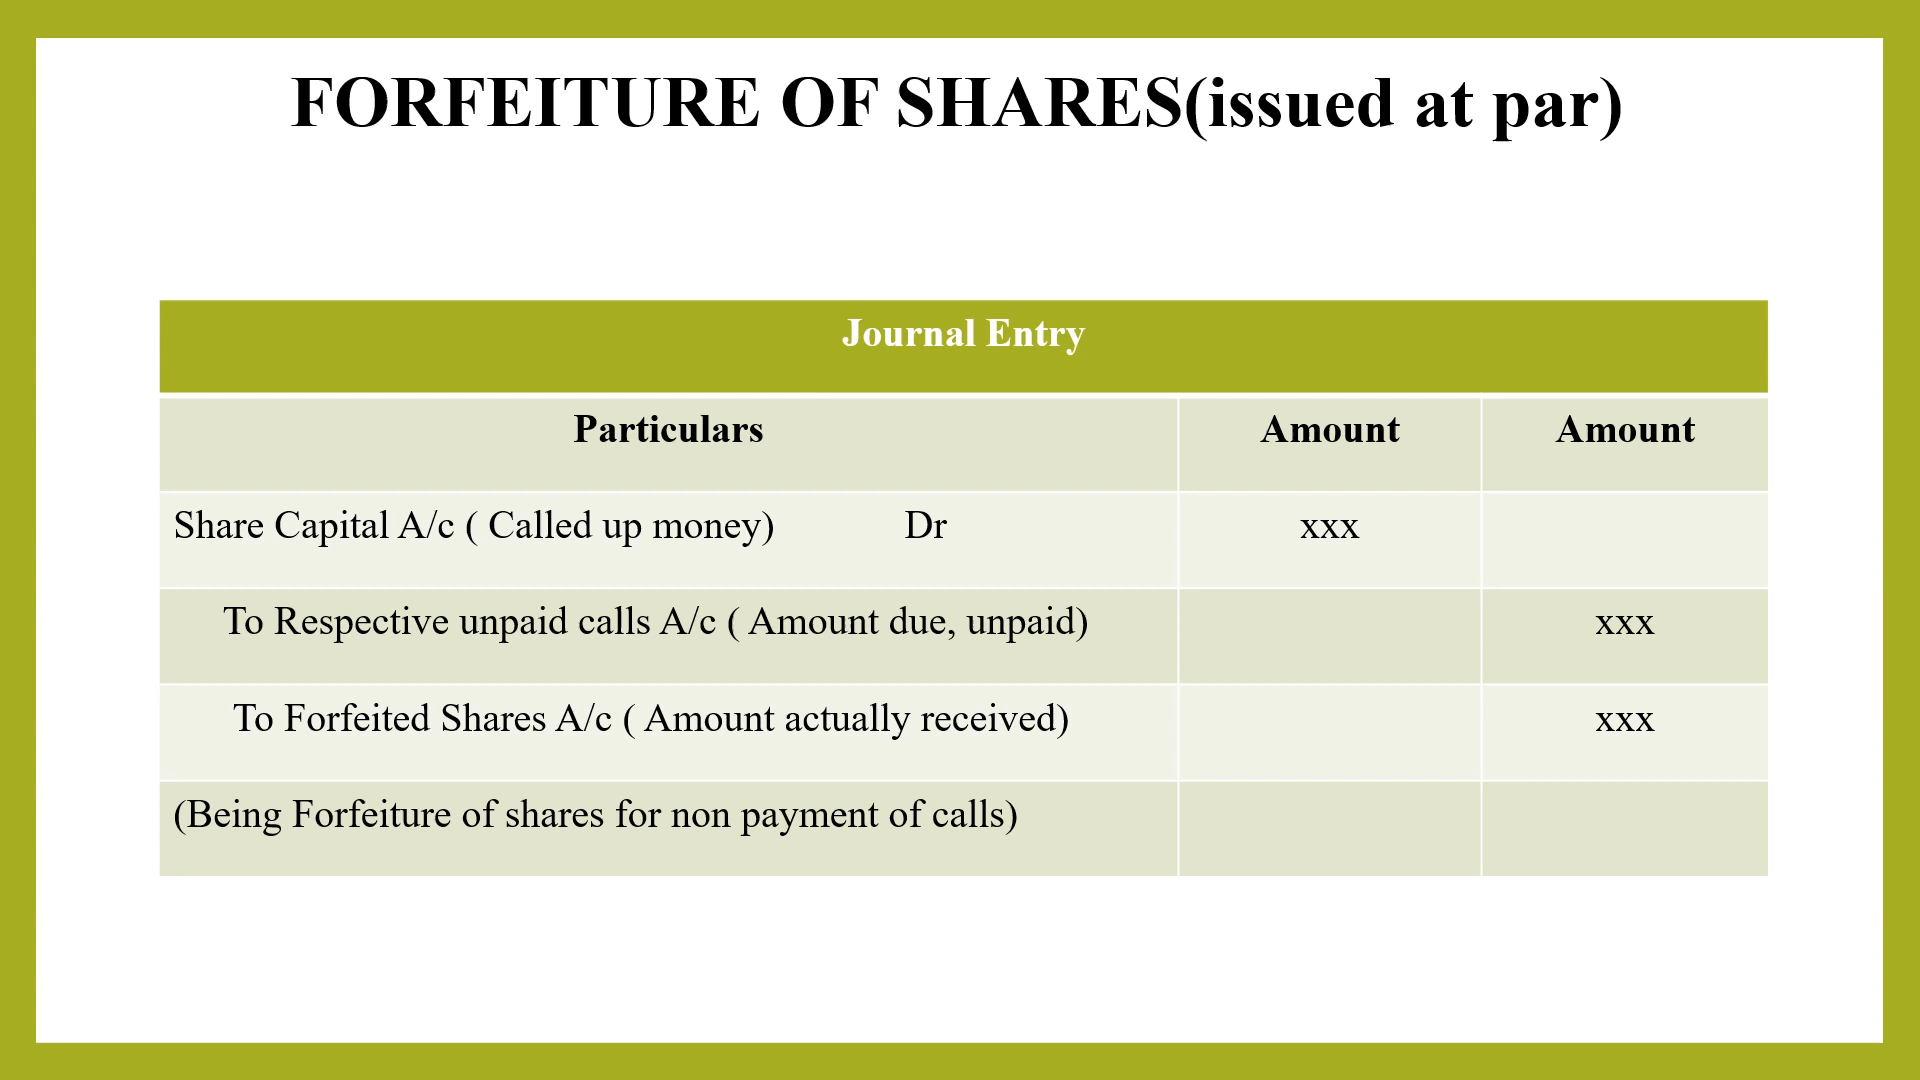 FORFEITURE OF SHARES(issued at par)
Journal Entry
Particulars Amount Amount
Share Capital A/c ( Called up money) Dr xxx
To Respective unpaid calls A/c ( Amount due, unpaid) xxx
To Forfeited Shares A/c ( Amount actually received) xxx
(Being Forfeiture of shares for non payment of calls)